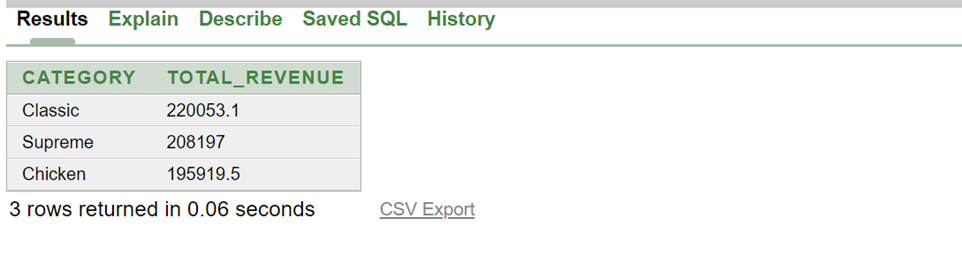 Results Explain Describe Saved SQL History
CATEGORY TOTAL_REVENUE
Classic 220053.1
Supreme 208197
Chicken 195919.5
3 rows returned in 0.06 seconds CSV Export